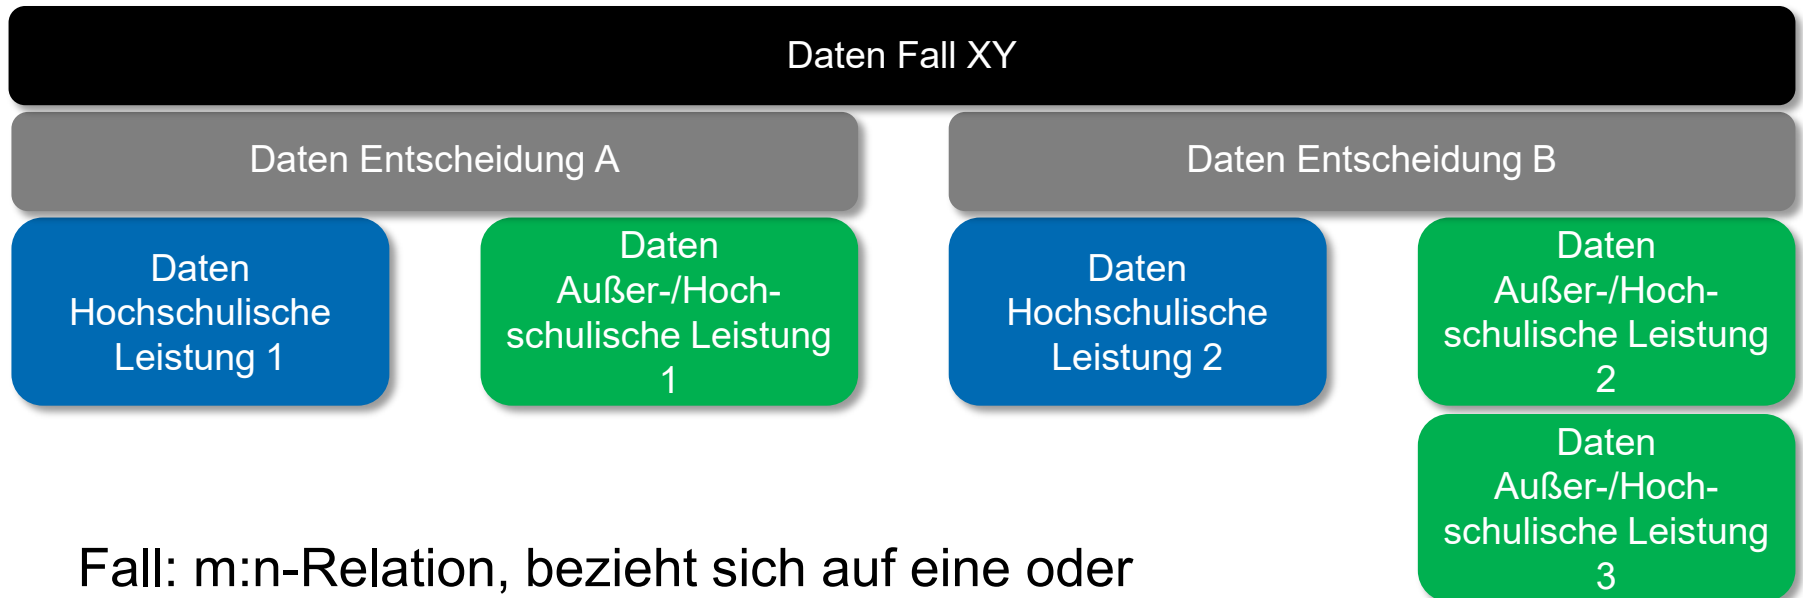 Daten Fall XY
Daten Entscheidung A
Daten Entscheidung B
Daten
Hochschulische
Leistung 1
Daten
Außer-/Hoch-
schulische Leistung
1
Daten
Hochschulische
Leistung 2
Daten
Außer-/Hoch-
schulische Leistung
2
Daten
Außer-/Hoch-
schulische Leistung
3
Fall: m:n-Relation, bezieht sich auf eine oder